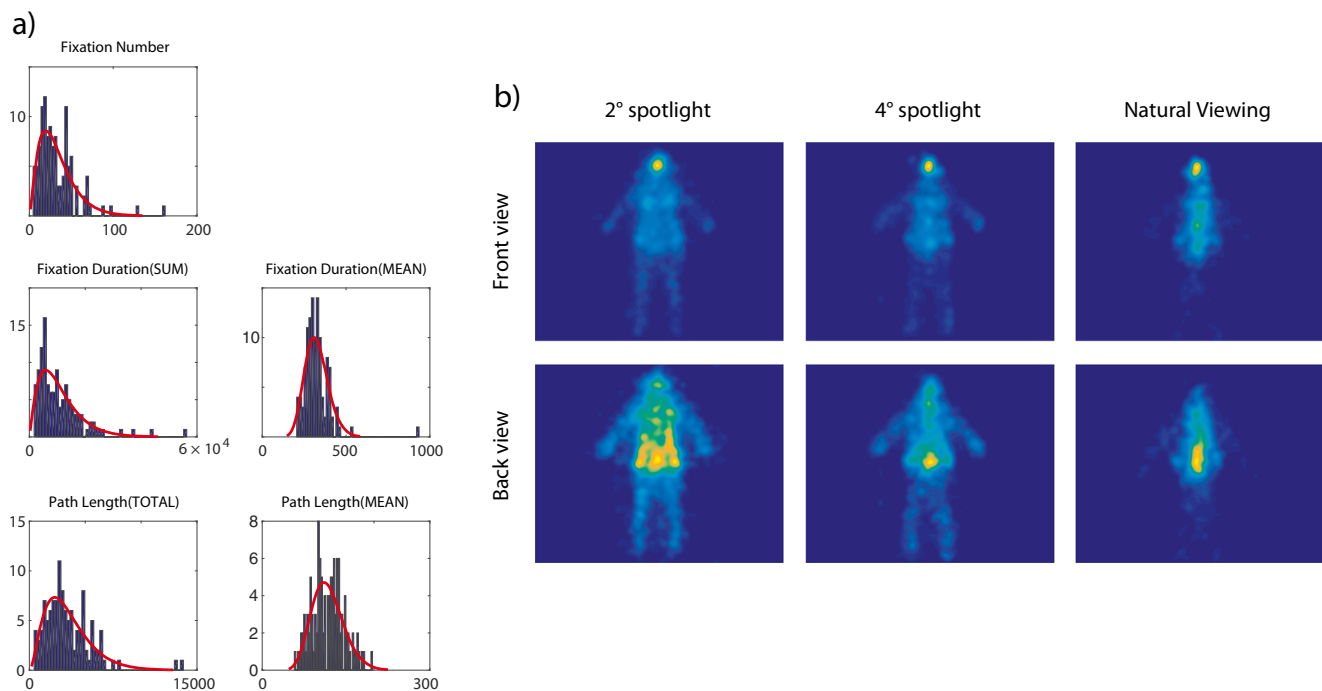 a)
Fixation Number
10
0
100
200
Fixation Duration(SUM)
15
0
6 × 10⁴
Fixation Duration(MEAN)
10
0
500
1000
Path Length(TOTAL)
15
10
5
0
0
15000
Path Length(MEAN)
8
6
4
2
0
0
300
b)
2° spotlight
4° spotlight
Natural Viewing
Front view
Back view